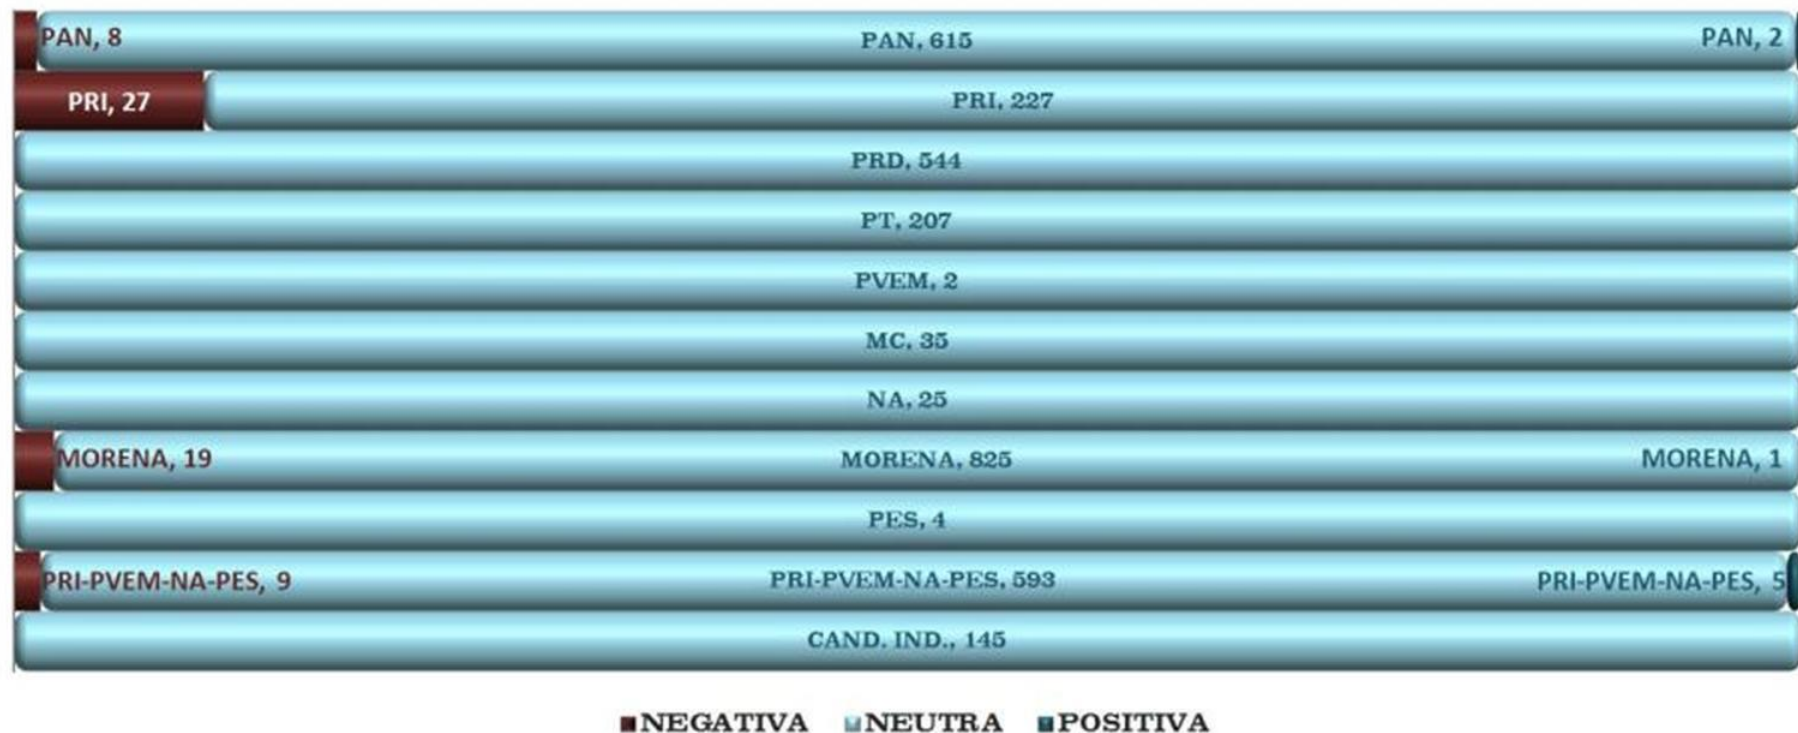 PAN, 8 PAN, 615 PAN, 2
PRI, 27 PRI, 227
PRD, 544
PT, 207
PVEM, 2
MC, 35
NA, 25
MORENA, 19 MORENA, 825 MORENA, 1
PES, 4
PRI-PVEM-NA-PES, 9 PRI-PVEM-NA-PES, 593 PRI-PVEM-NA-PES, 5
CAND. IND., 145
NEGATIVA NEUTRA POSITIVA